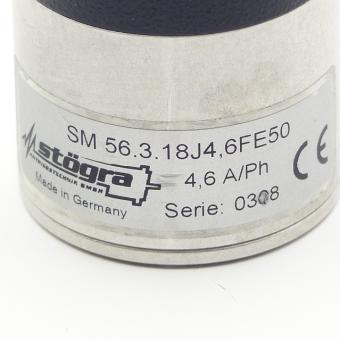 SM 56.3.18J4,6FE50
stögra
ANTRIEBSTECHNIK GMBH
4,6 A/Ph
CE
Made in Germany
Serie: 0308